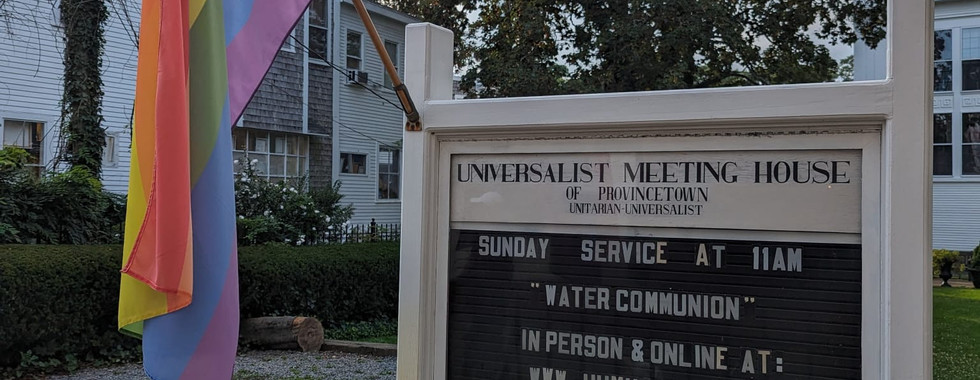 UNIVERSALIST MEETING HOUSE
OF PROVINCETOWN
UNITARIAN-UNIVERSALIST
SUNDAY SERVICE AT 11AM
"WATER COMMUNION"
IN PERSON & ONLINE AT: